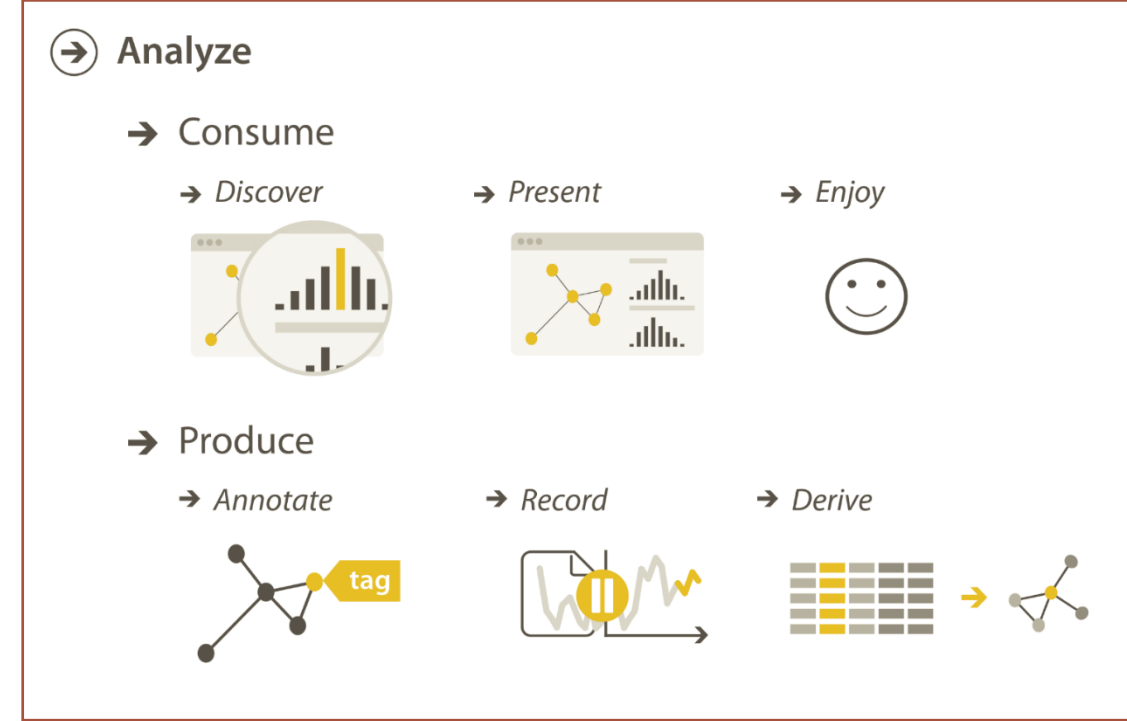 Analyze
Consume
Discover
Present
Enjoy
Produce
Annotate
Record
Derive
tag